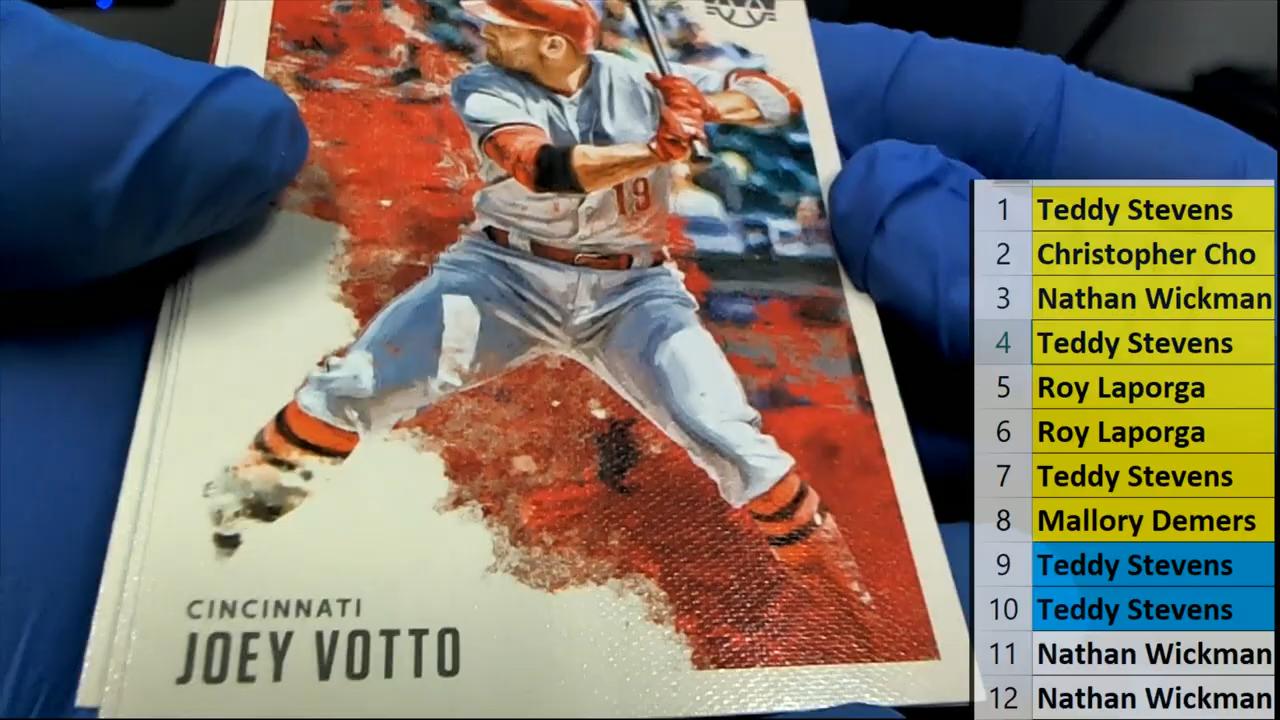 19
CINCINNATI
JOEY VOTTO
1 Teddy Stevens
2 Christopher Cho
3 Nathan Wickman
4 Teddy Stevens
5 Roy Laporga
6 Roy Laporga
7 Teddy Stevens
8 Mallory Demers
9 Teddy Stevens
10 Teddy Stevens
11 Nathan Wickman
12 Nathan Wickman